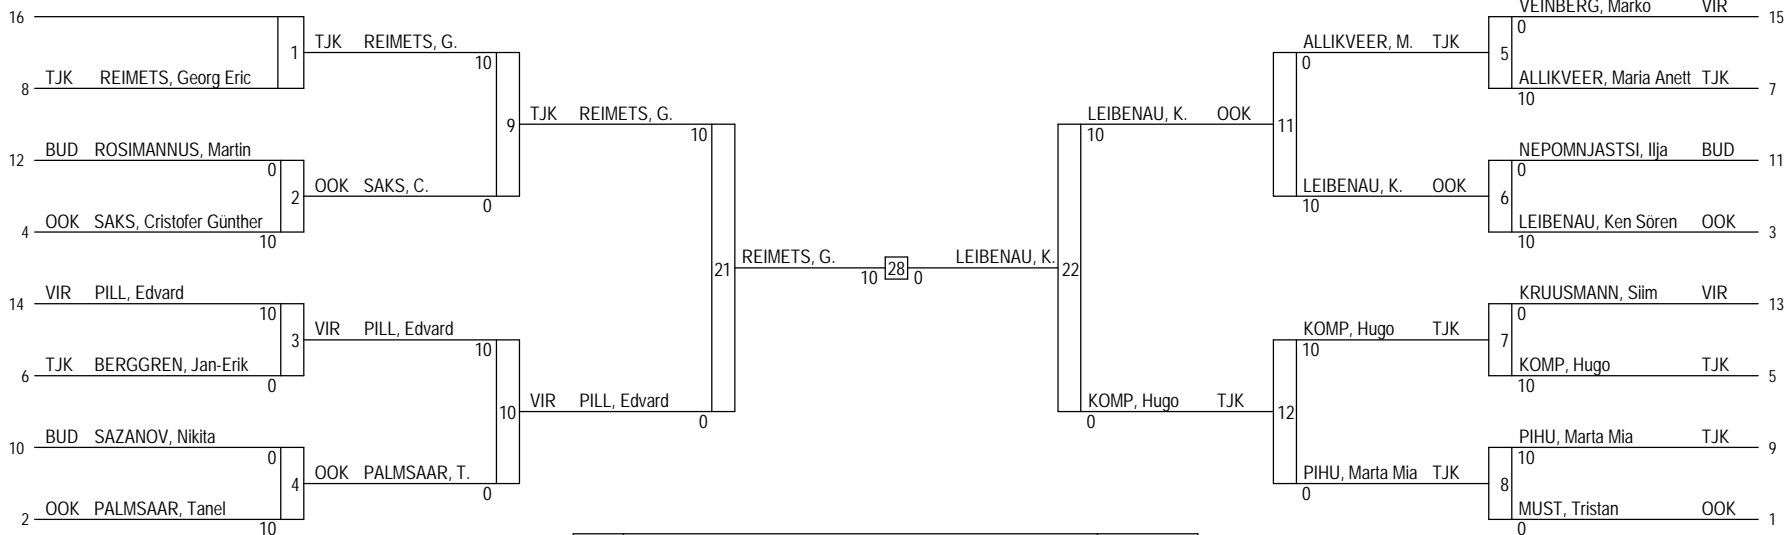 16
1
8 TJK REIMETS, Georg Eric
TJK REIMETS, G.
10
12 BUD ROSIMANNUS, Martin
0
2
4 OOK SAKS, Cristofer Günther
10
OOK SAKS, C.
0
9
TJK REIMETS, G.
10
14 VIR PILL, Edvard
10
3
6 TJK BERGGREN, Jan-Erik
0
VIR PILL, Edvard
10
10 BUD SAZANOV, Nikita
0
4
2 OOK PALMSAAR, Tanel
10
OOK PALMSAAR, T.
0
10
VIR PILL, Edvard
0
21
REIMETS, G.
10 28 0
LEIBENAU, K.
22
LEIBENAU, K. OOK
10
11
ALLIKVEER, M. TJK
0
LEIBENAU, K. OOK
10
KOMP, Hugo TJK
0
12
KOMP, Hugo TJK
10
PIHU, Marta Mia TJK
0
VEINBERG, Marko VIR 15
0
5
ALLIKVEER, Maria Anett TJK 7
10
NEPOMNJASTSI, Ilja BUD 11
0
6
LEIBENAU, Ken Sören OOK 3
10
KRUUSMANN, Siim VIR 13
0
7
KOMP, Hugo TJK 5
10
PIHU, Marta Mia TJK 9
10
8
MUST, Tristan OOK 1
0